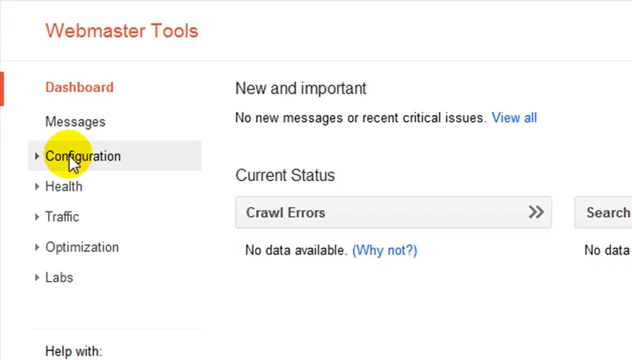 Webmaster Tools
Dashboard
Messages
Configuration
Health
Traffic
Optimization
Labs
Help with:
New and important
No new messages or recent critical issues. View all
Current Status
Crawl Errors
No data available. (Why not?)
Search
No data